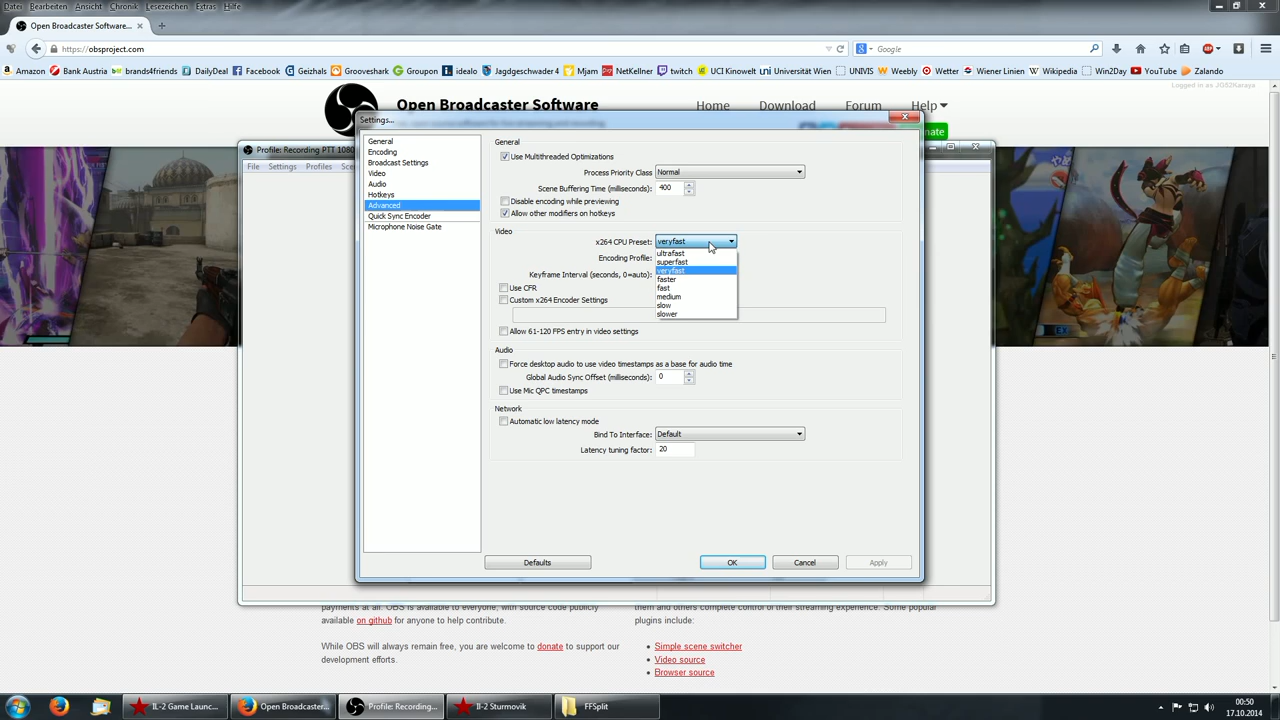 Datei Bearbeiten Ansicht Chronik Lesezeichen Extras Hilfe
Open Broadcaster Software...
https://obsproject.com
Google
Amazon Bank Austria brands4friends DailyDeal Facebook Geizhals Grooveshark Groupon idealo Jagdgeschwader 4 Mjam NetKellner twitch UCI Kinowelt Universität Wien UNIVIS Weebly Wetter Wiener Linien Wikipedia Win2Day YouTube Zalando
Logged in as JG52Karaya
Open Broadcaster Software
Home Download Forum Help
nate
Settings...
Profile: Recording PTT 1080
File Settings Profiles
General
Encoding
Broadcast Settings
Video
Audio
Hotkeys
Advanced
Quick Sync Encoder
Microphone Noise Gate
General
Use Multithreaded Optimizations
Process Priority Class Normal
Scene Buffering Time (milliseconds): 400
Disable encoding while previewing
Allow other modifiers on hotkeys
Video
x264 CPU Preset: veryfast
ultrafast
superfast
veryfast
faster
fast
medium
slow
slower
Encoding Profile:
Keyframe Interval (seconds, 0=auto):
Use CFR
Custom x264 Encoder Settings
Allow 61-120 FPS entry in video settings
Audio
Force desktop audio to use video timestamps as a base for audio time
Global Audio Sync Offset (milliseconds): 0
Use Mic QPC timestamps
Network
Automatic low latency mode
Bind To Interface: Default
Latency tuning factor: 20
Defaults OK Cancel Apply
EX
payments at all. OBS is available to everyone, with source code publicly
available on github for anyone to help contribute.
While OBS will always remain free, you are welcome to donate to support our
development efforts.
them and others complete control of their streaming experience. Some popular
plugins include:
Simple scene switcher
Video source
Browser source
IL-2 Game Launc... Open Broadcaster... Profile: Recording... Il-2 Sturmovik FFSplit
00:50
17.10.2014